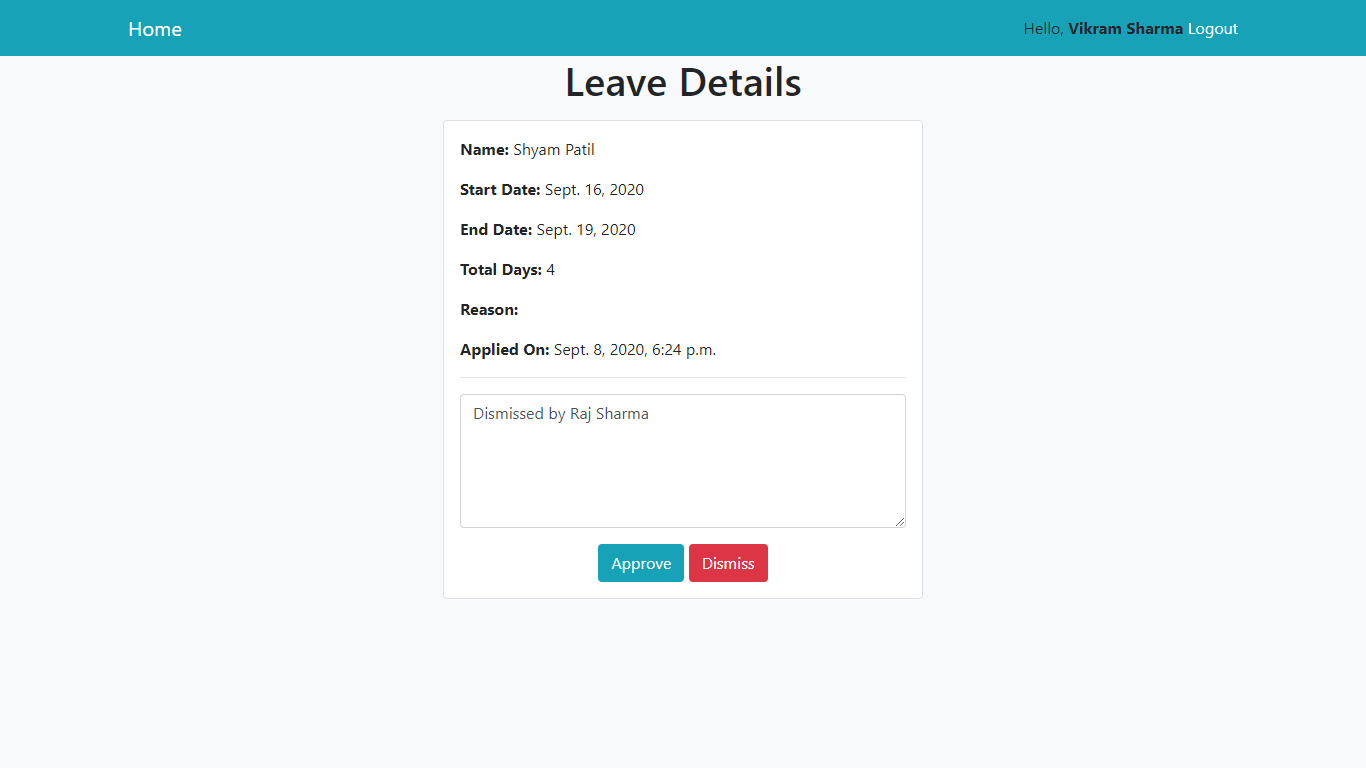 Home
Hello, Vikram Sharma Logout
Leave Details
Name: Shyam Patil
Start Date: Sept. 16, 2020
End Date: Sept. 19, 2020
Total Days: 4
Reason:
Applied On: Sept. 8, 2020, 6:24 p.m.
Dismissed by Raj Sharma
Approve Dismiss